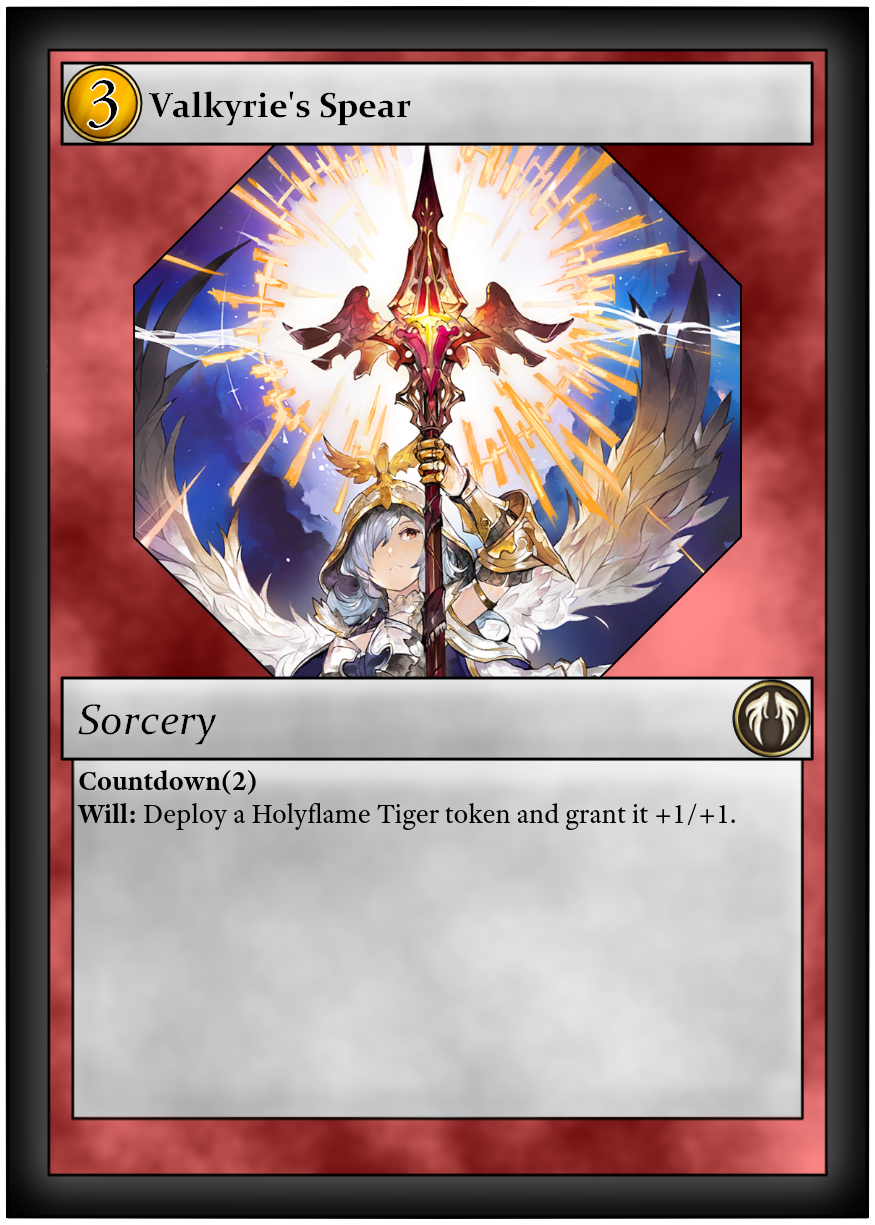 3
Valkyrie's Spear
Sorcery
Countdown(2)
Will: Deploy a Holyflame Tiger token and grant it +1/+1.